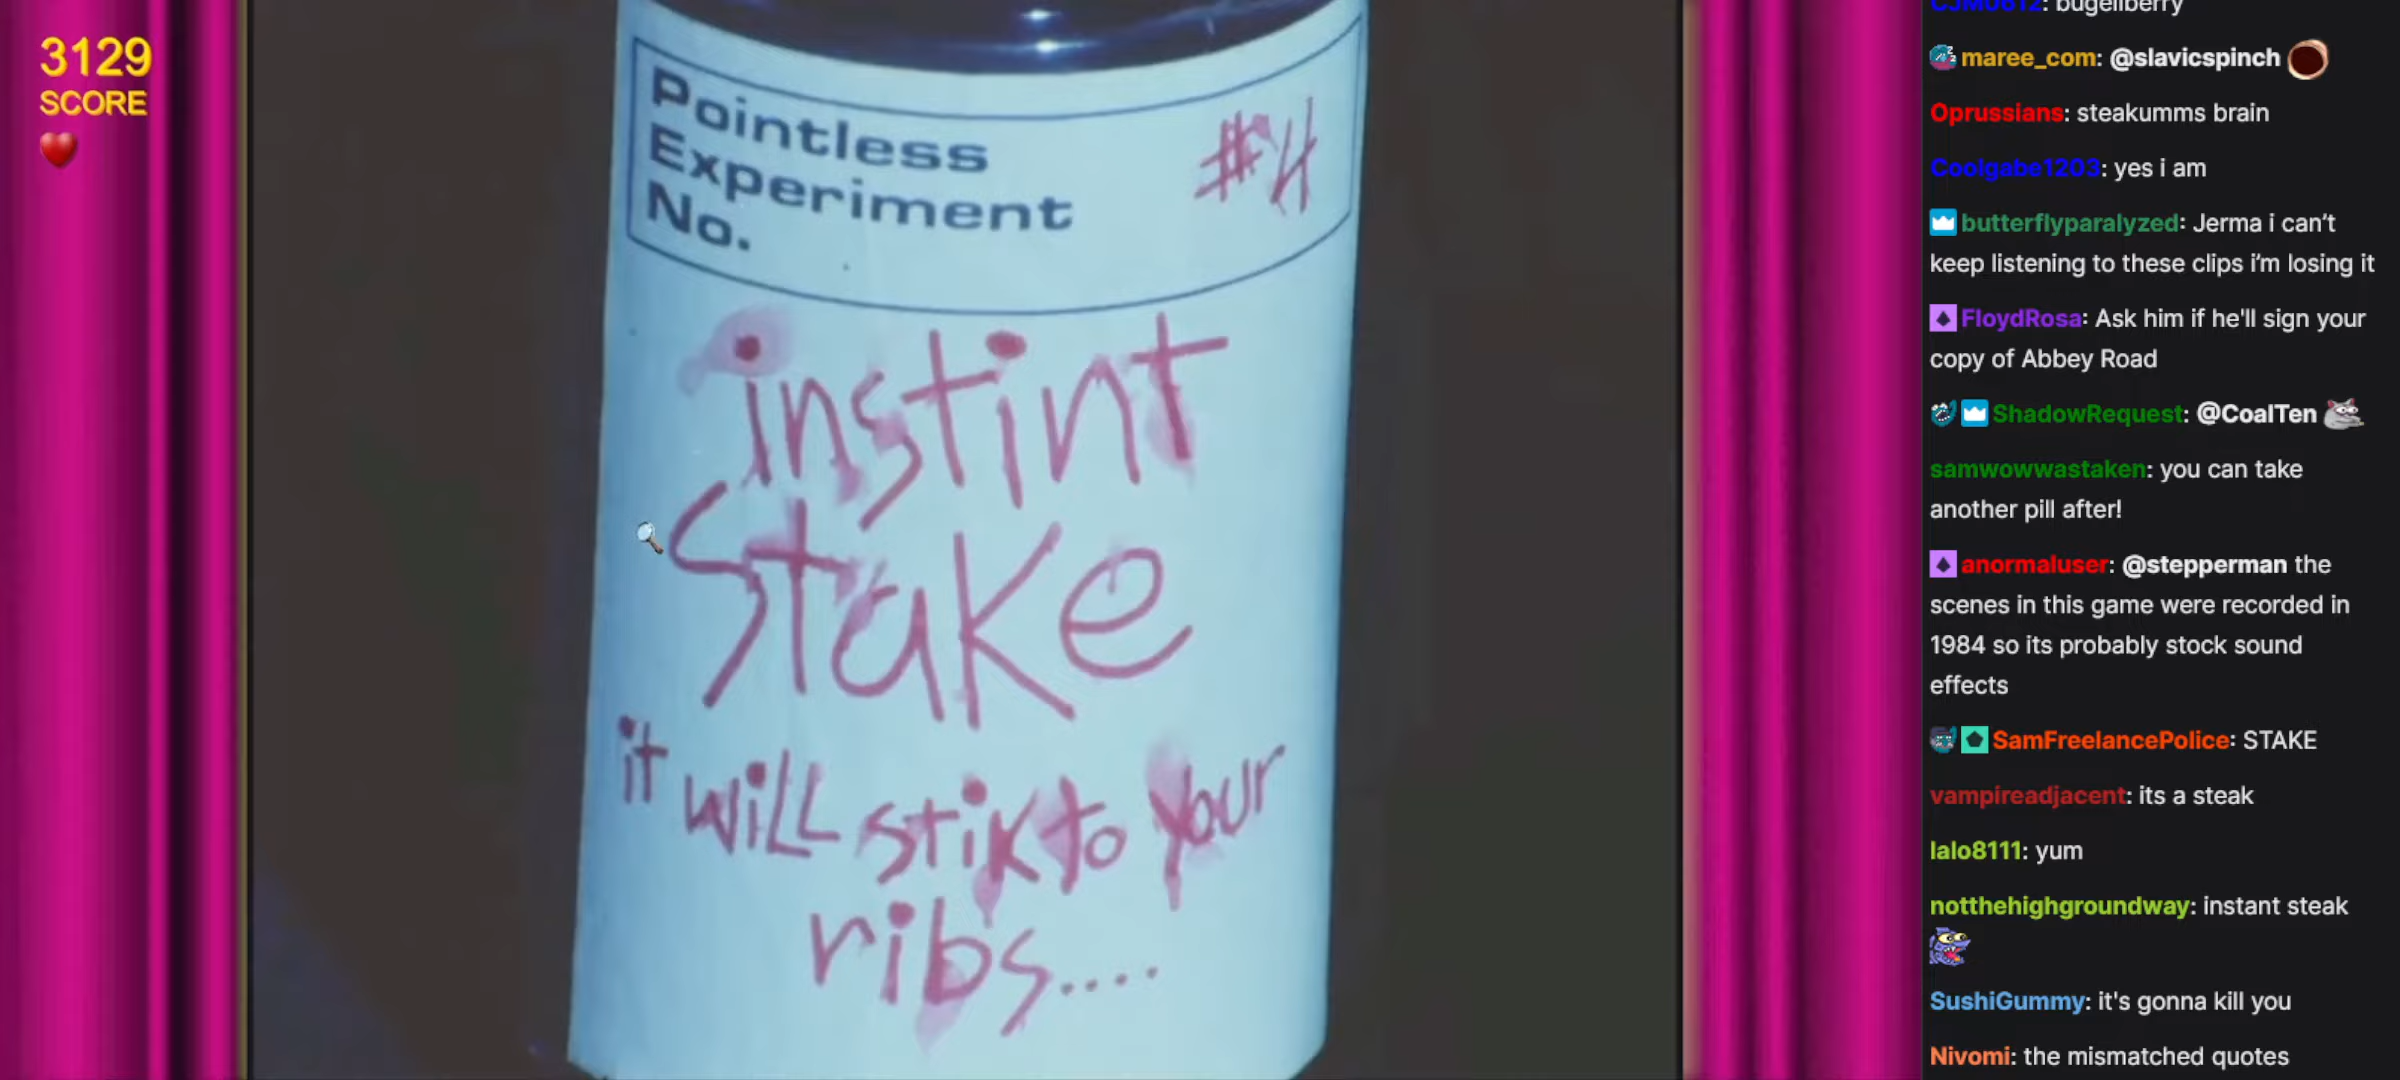 3129
SCORE
Pointless
Experiment
No.
#4
instint
stake
it will stik to your
ribs....
CJM0612: bugeliberry
maree_com: @slavicspinch
Oprussians: steakumms brain
Coolgabe1203: yes i am
butterflyparalyzed: Jerma i can’t
keep listening to these clips i’m losing it
FloydRosa: Ask him if he'll sign your
copy of Abbey Road
ShadowRequest: @CoalTen
samwowwastaken: you can take
another pill after!
anormaluser: @stepperman the
scenes in this game were recorded in
1984 so its probably stock sound
effects
SamFreelancePolice: STAKE
vampireadjacent: its a steak
lalo8111: yum
notthehighgroundway: instant steak
SushiGummy: it's gonna kill you
Nivomi: the mismatched quotes